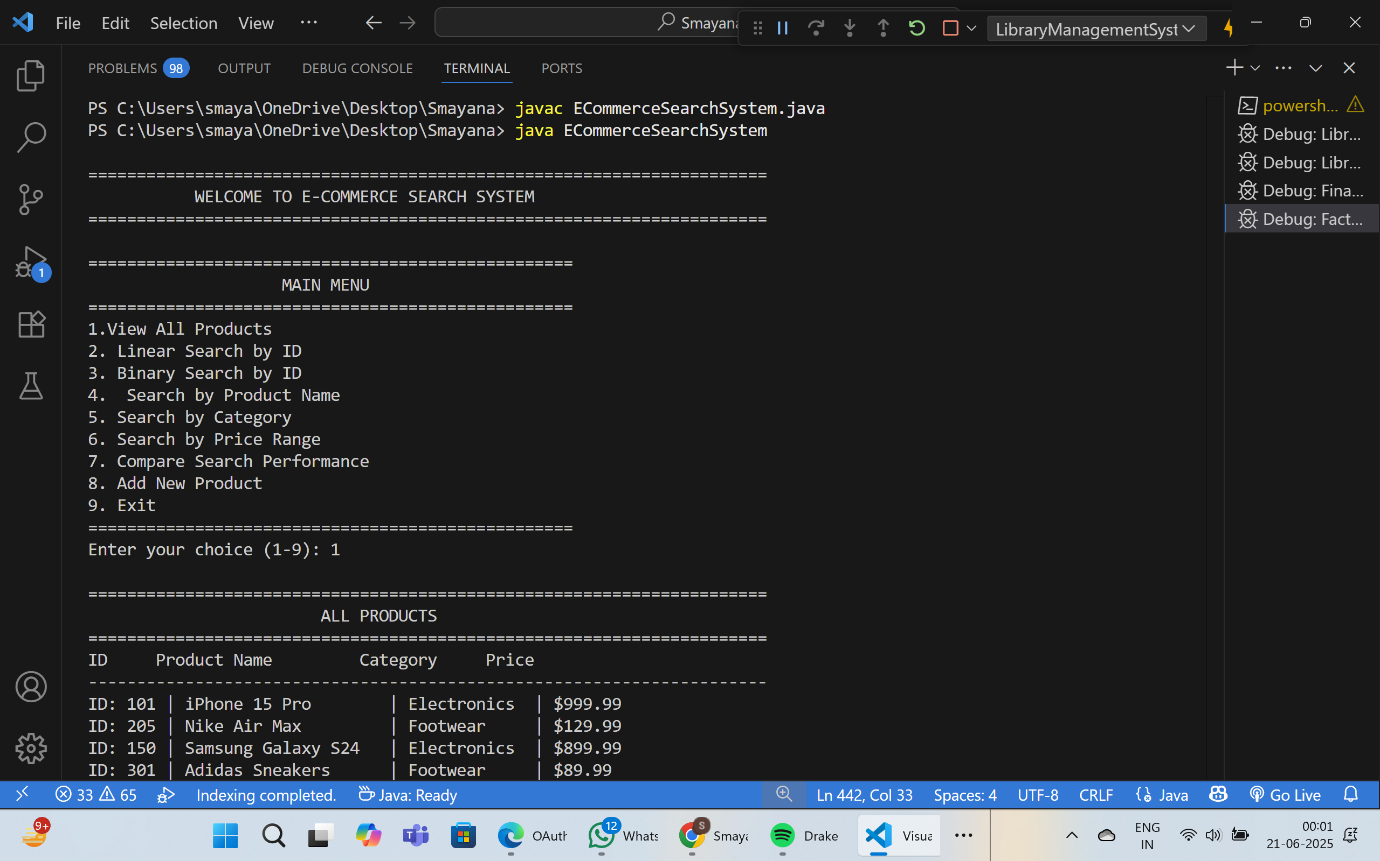 File Edit Selection View ... Smayana LibraryManagementSyst
PROBLEMS 98 OUTPUT DEBUG CONSOLE TERMINAL PORTS
PS C:\Users\smaya\OneDrive\Desktop\Smayana> javac ECommerceSearchSystem.java
PS C:\Users\smaya\OneDrive\Desktop\Smayana> java ECommerceSearchSystem
======================================================================
WELCOME TO E-COMMERCE SEARCH SYSTEM
======================================================================
==================================================
MAIN MENU
==================================================
1.View All Products
2. Linear Search by ID
3. Binary Search by ID
4.  Search by Product Name
5. Search by Category
6. Search by Price Range
7. Compare Search Performance
8. Add New Product
9. Exit
==================================================
Enter your choice (1-9): 1
======================================================================
ALL PRODUCTS
======================================================================
ID     Product Name         Category     Price
----------------------------------------------------------------------
ID: 101 | iPhone 15 Pro        | Electronics  | $999.99
ID: 205 | Nike Air Max         | Footwear     | $129.99
ID: 150 | Samsung Galaxy S24   | Electronics  | $899.99
ID: 301 | Adidas Sneakers      | Footwear     | $89.99
powersh...
Debug: Libr...
Debug: Libr...
Debug: Fina...
Debug: Fact...
1
33 65 Indexing completed. Java: Ready Ln 442, Col 33 Spaces: 4 UTF-8 CRLF Java Go Live
9+ OAuth 12 Whats S Smaya Drake Visua ... ENG IN 00:01 21-06-2025